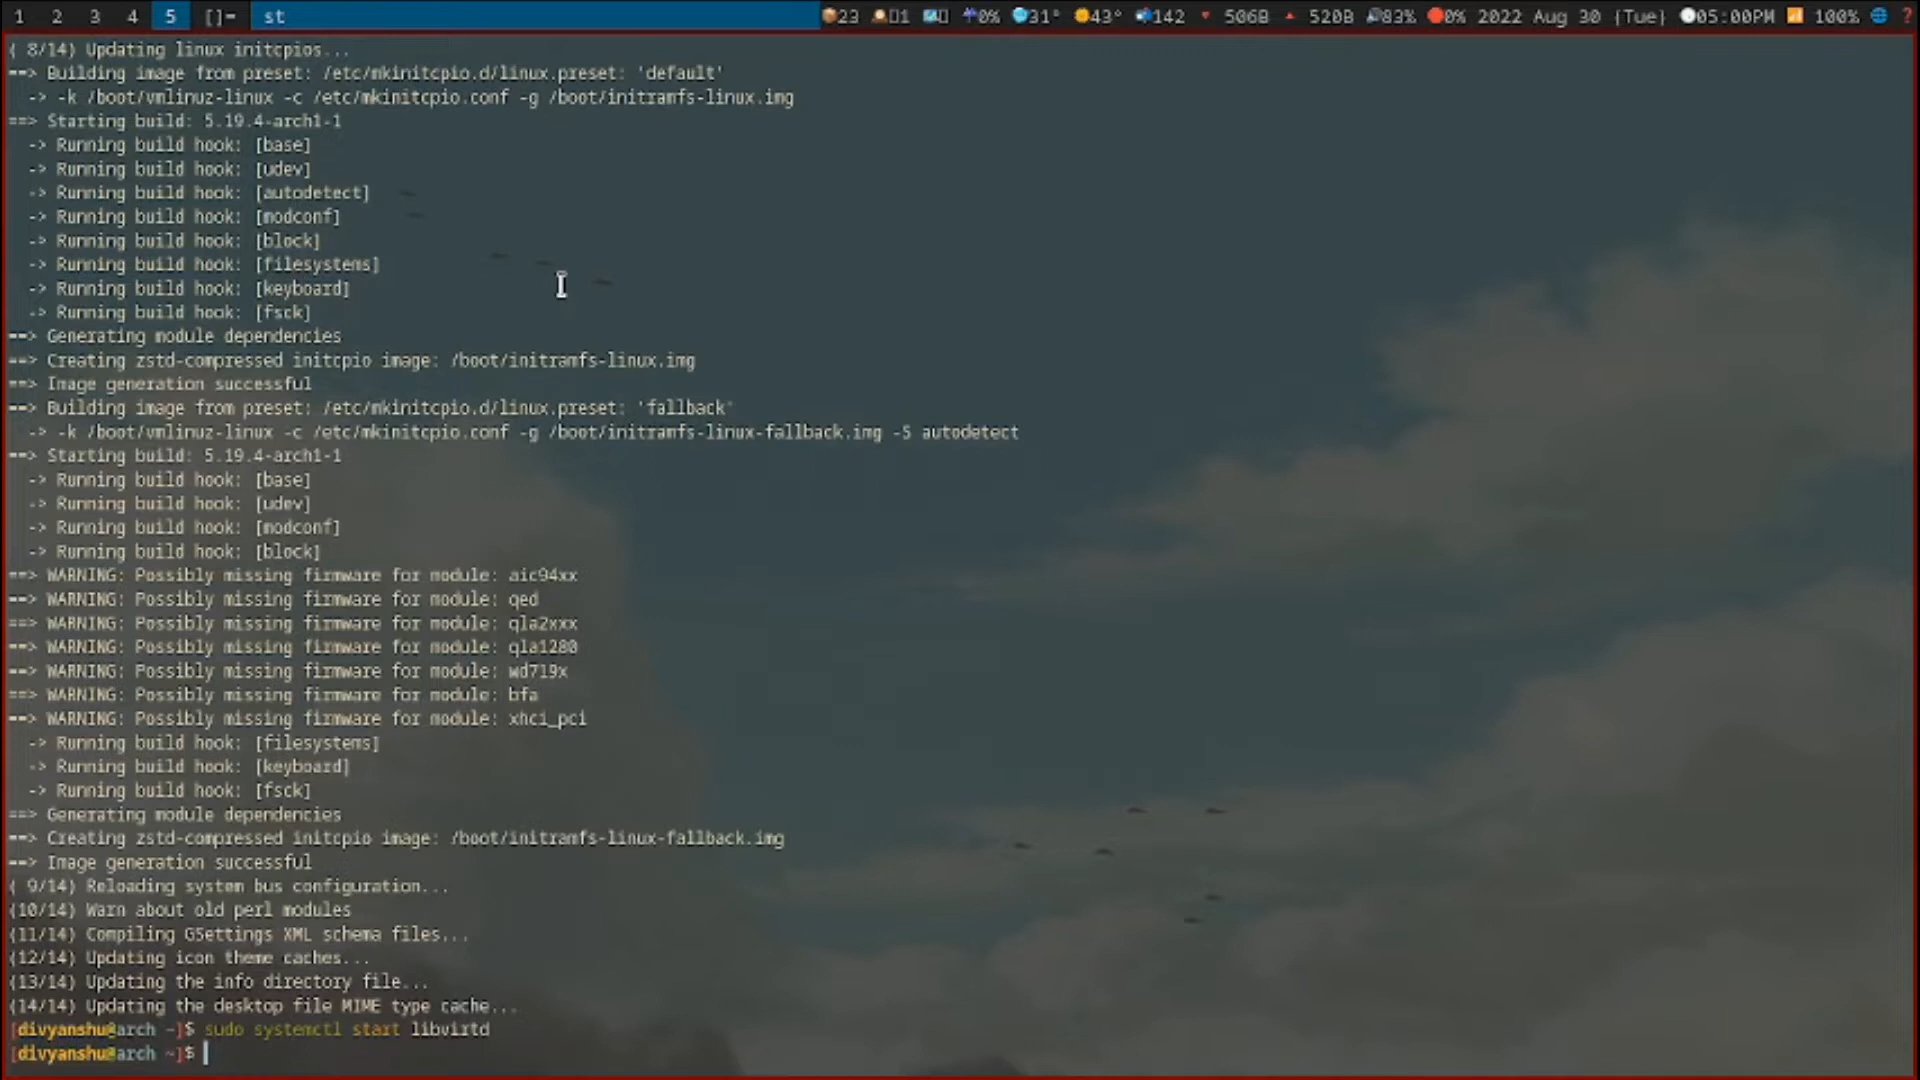 1 2 3 4 5 []= st 23 1 0% 31° 43° 142 506B 520B 83% 0% 2022 Aug 30 (Tue) 05:00PM 100%
( 8/14) Updating linux initcpios...
==> Building image from preset: /etc/mkinitcpio.d/linux.preset: 'default'
-> -k /boot/vmlinuz-linux -c /etc/mkinitcpio.conf -g /boot/initramfs-linux.img
==> Starting build: 5.19.4-arch1-1
-> Running build hook: [base]
-> Running build hook: [udev]
-> Running build hook: [autodetect]
-> Running build hook: [modconf]
-> Running build hook: [block]
-> Running build hook: [filesystems]
-> Running build hook: [keyboard]
-> Running build hook: [fsck]
==> Generating module dependencies
==> Creating zstd-compressed initcpio image: /boot/initramfs-linux.img
==> Image generation successful
==> Building image from preset: /etc/mkinitcpio.d/linux.preset: 'fallback'
-> -k /boot/vmlinuz-linux -c /etc/mkinitcpio.conf -g /boot/initramfs-linux-fallback.img -S autodetect
==> Starting build: 5.19.4-arch1-1
-> Running build hook: [base]
-> Running build hook: [udev]
-> Running build hook: [modconf]
-> Running build hook: [block]
==> WARNING: Possibly missing firmware for module: aic94xx
==> WARNING: Possibly missing firmware for module: qed
==> WARNING: Possibly missing firmware for module: qla2xxx
==> WARNING: Possibly missing firmware for module: qla1280
==> WARNING: Possibly missing firmware for module: wd719x
==> WARNING: Possibly missing firmware for module: bfa
==> WARNING: Possibly missing firmware for module: xhci_pci
-> Running build hook: [filesystems]
-> Running build hook: [keyboard]
-> Running build hook: [fsck]
==> Generating module dependencies
==> Creating zstd-compressed initcpio image: /boot/initramfs-linux-fallback.img
==> Image generation successful
( 9/14) Reloading system bus configuration...
(10/14) Warn about old perl modules
(11/14) Compiling GSettings XML schema files...
(12/14) Updating icon theme caches...
(13/14) Updating the info directory file...
(14/14) Updating the desktop file MIME type cache...
[divyanshu@arch ~]$ sudo systemctl start libvirtd
[divyanshu@arch ~]$